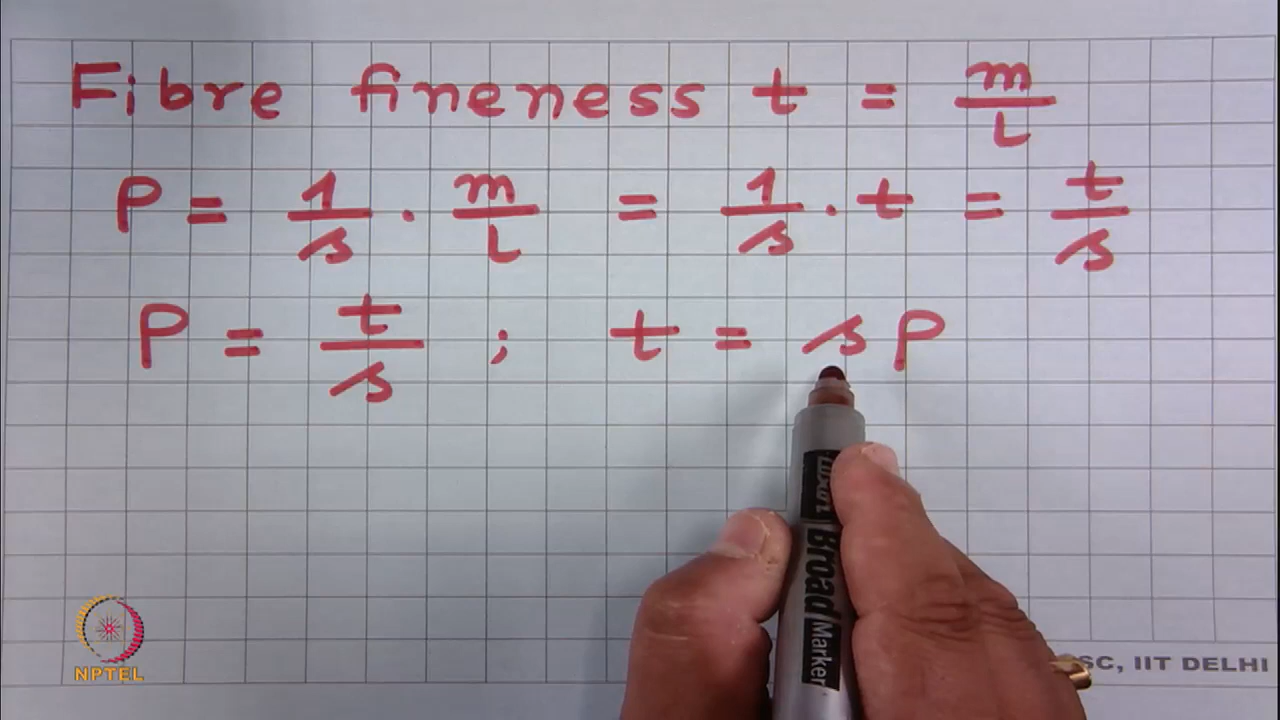 Fibre fineness t = m/l
P = 1/s . m/l = 1/s . t = t/s
P = t/s ; t = sP
Broad Marker
NPTEL
SC, IIT DELHI